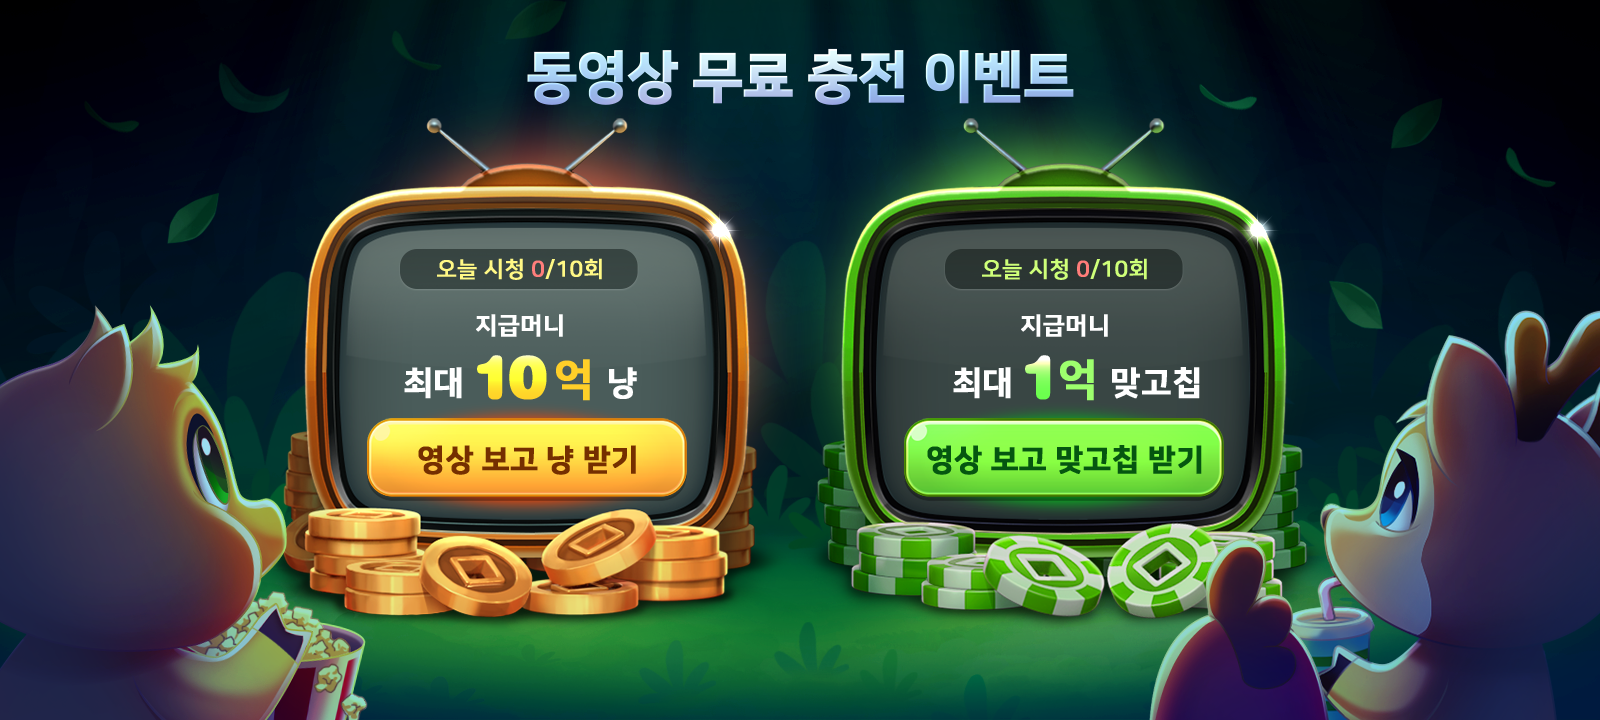 동영상 무료 충전 이벤트
오늘 시청 0/10회
지급머니
최대 10억 냥
영상 보고 냥 받기
오늘 시청 0/10회
지급머니
최대 1억 맞고칩
영상 보고 맞고칩 받기